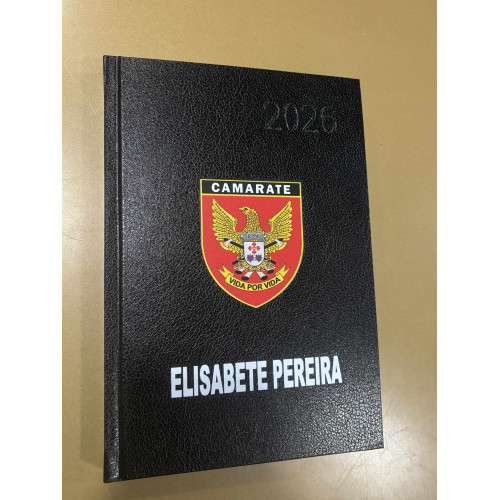 2026
CAMARATE
VIDA POR VIDA
ELISABETE PEREIRA